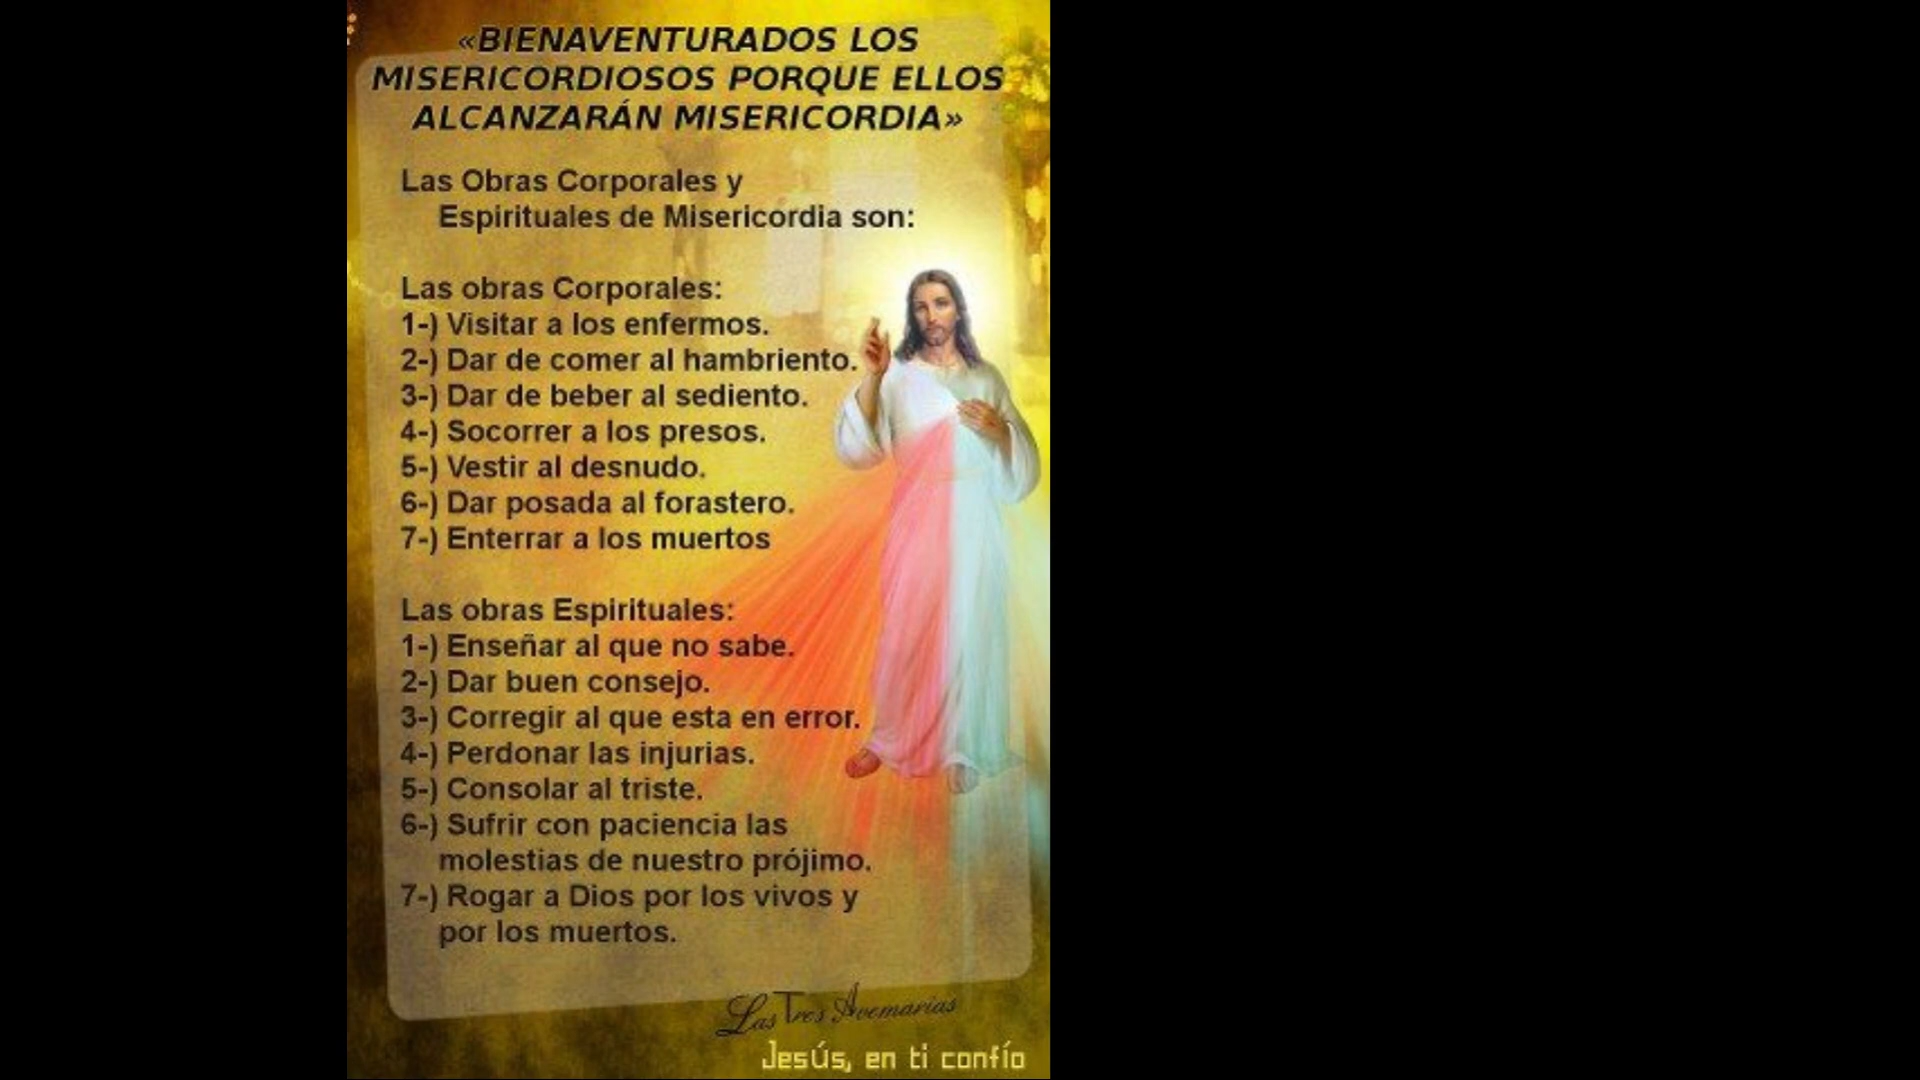 «BIENAVENTURADOS LOS
MISERICORDIOSOS PORQUE ELLOS
ALCANZARÁN MISERICORDIA»
Las Obras Corporales y
Espirituales de Misericordia son:
Las obras Corporales:
1-) Visitar a los enfermos.
2-) Dar de comer al hambriento.
3-) Dar de beber al sediento.
4-) Socorrer a los presos.
5-) Vestir al desnudo.
6-) Dar posada al forastero.
7-) Enterrar a los muertos
Las obras Espirituales:
1-) Enseñar al que no sabe.
2-) Dar buen consejo.
3-) Corregir al que esta en error.
4-) Perdonar las injurias.
5-) Consolar al triste.
6-) Sufrir con paciencia las
molestias de nuestro prójimo.
7-) Rogar a Dios por los vivos y
por los muertos.
Las Tres Avemarías
Jesús, en ti confío